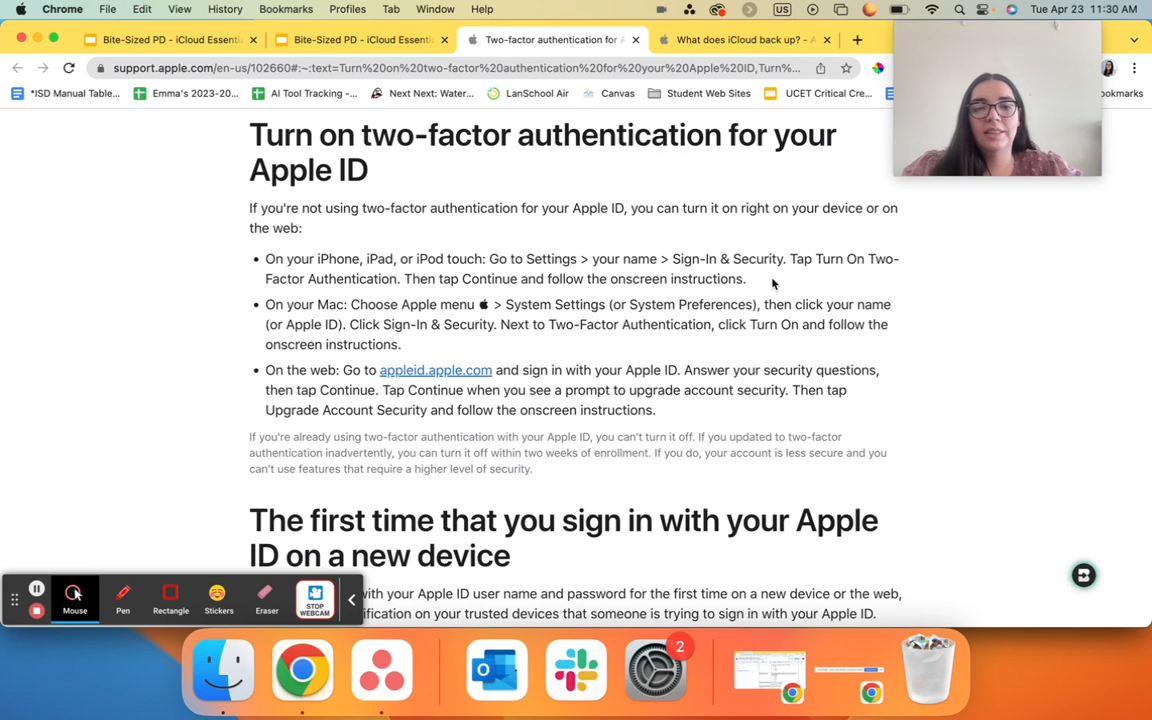 Chrome File Edit View History Bookmarks Profiles Tab Window Help US Tue Apr 23 11:30 AM
Bite-Sized PD - iCloud Essenti Bite-Sized PD - iCloud Essenti Two-factor authentication for A What does iCloud back up? - A
support.apple.com/en-us/102660#:~:text=Turn%20on%20two-factor%20authentication%20for%20your%20Apple%20ID,Turn%...
*ISD Manual Table... Emma's 2023-20... AI Tool Tracking -... Next Next: Water... LanSchool Air Canvas Student Web Sites UCET Critical Cre... ookmarks
Turn on two-factor authentication for your
Apple ID
If you're not using two-factor authentication for your Apple ID, you can turn it on right on your device or on
the web:
• On your iPhone, iPad, or iPod touch: Go to Settings > your name > Sign-In & Security. Tap Turn On Two-
Factor Authentication. Then tap Continue and follow the onscreen instructions.
• On your Mac: Choose Apple menu > System Settings (or System Preferences), then click your name
(or Apple ID). Click Sign-In & Security. Next to Two-Factor Authentication, click Turn On and follow the
onscreen instructions.
• On the web: Go to appleid.apple.com and sign in with your Apple ID. Answer your security questions,
then tap Continue. Tap Continue when you see a prompt to upgrade account security. Then tap
Upgrade Account Security and follow the onscreen instructions.
If you're already using two-factor authentication with your Apple ID, you can't turn it off. If you updated to two-factor
authentication inadvertently, you can turn it off within two weeks of enrollment. If you do, your account is less secure and you
can't use features that require a higher level of security.
The first time that you sign in with your Apple
ID on a new device
with your Apple ID user name and password for the first time on a new device or the web,
ification on your trusted devices that someone is trying to sign in with your Apple ID.
Mouse Pen Rectangle Stickers Eraser STOP
WEBCAM
2